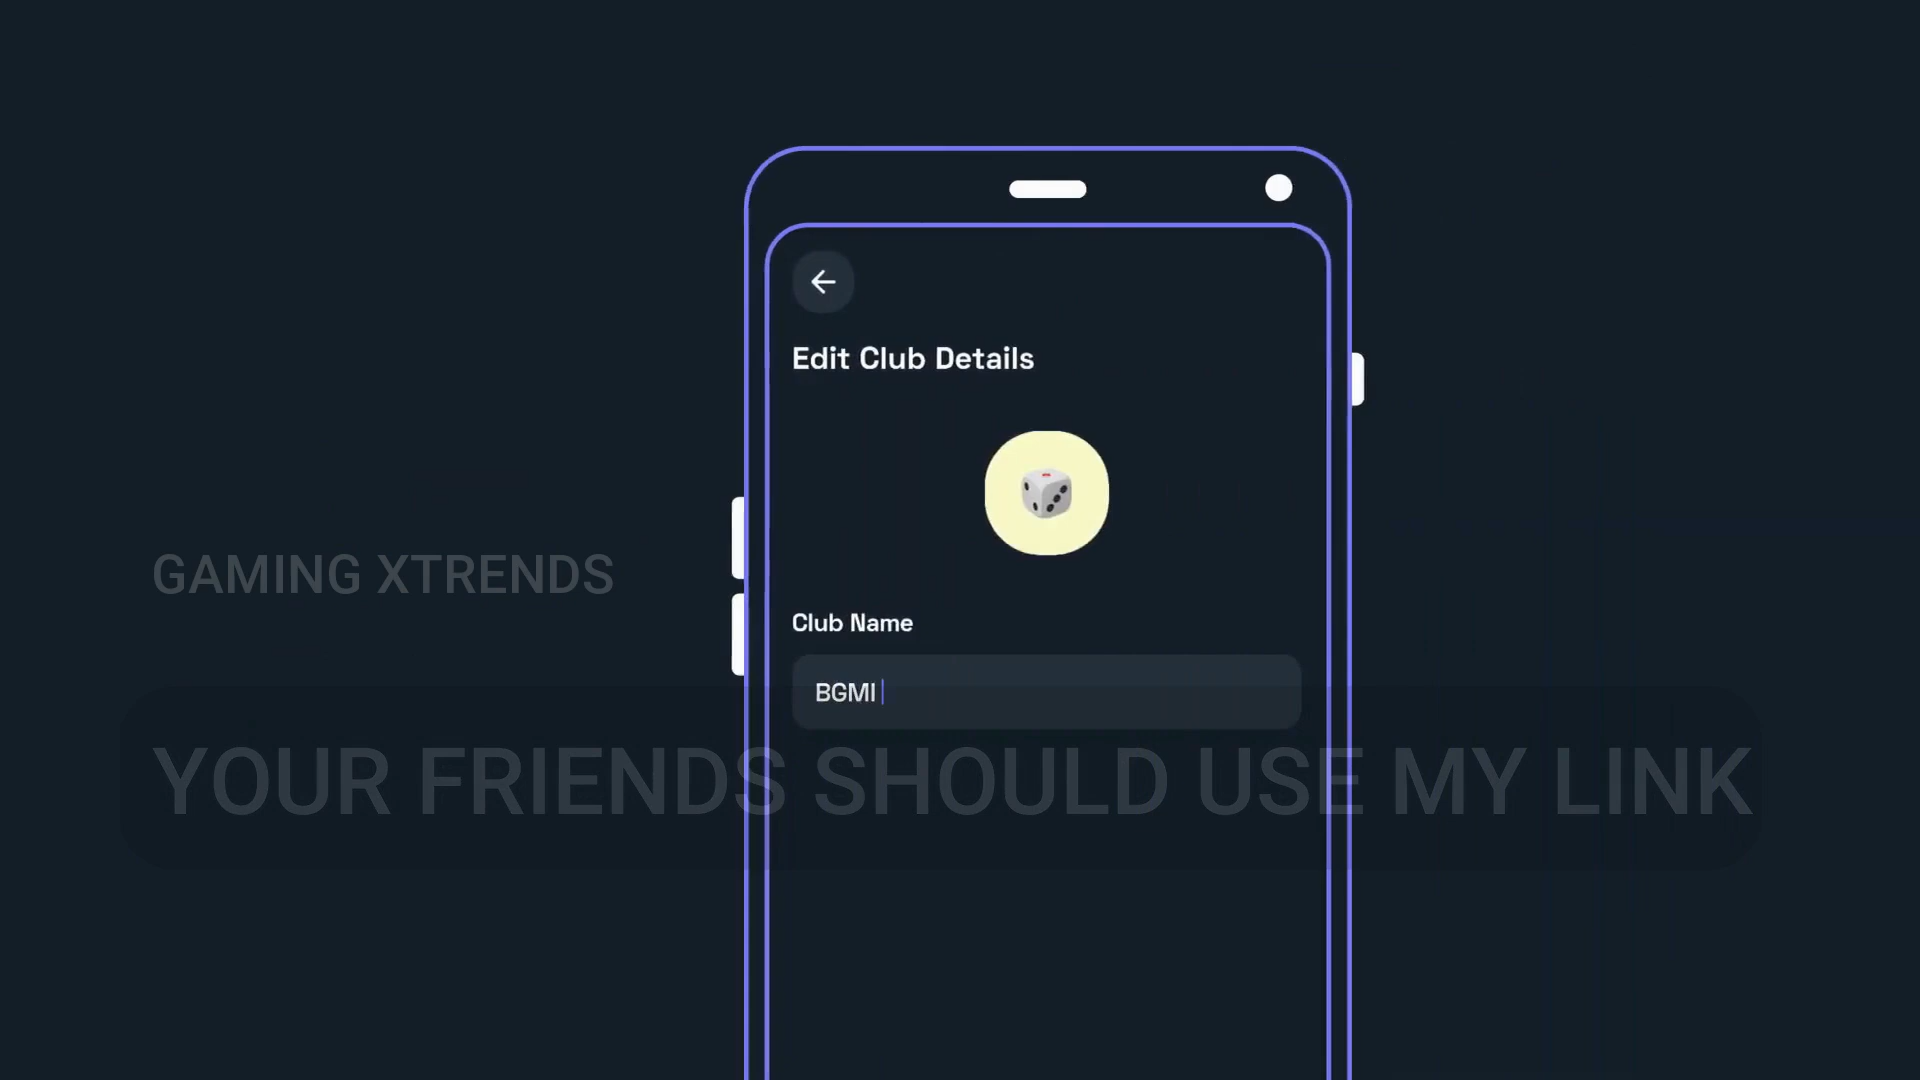 Edit Club Details
GAMING XTRENDS
Club Name
BGMI
YOUR FRIENDS SHOULD USE MY LINK